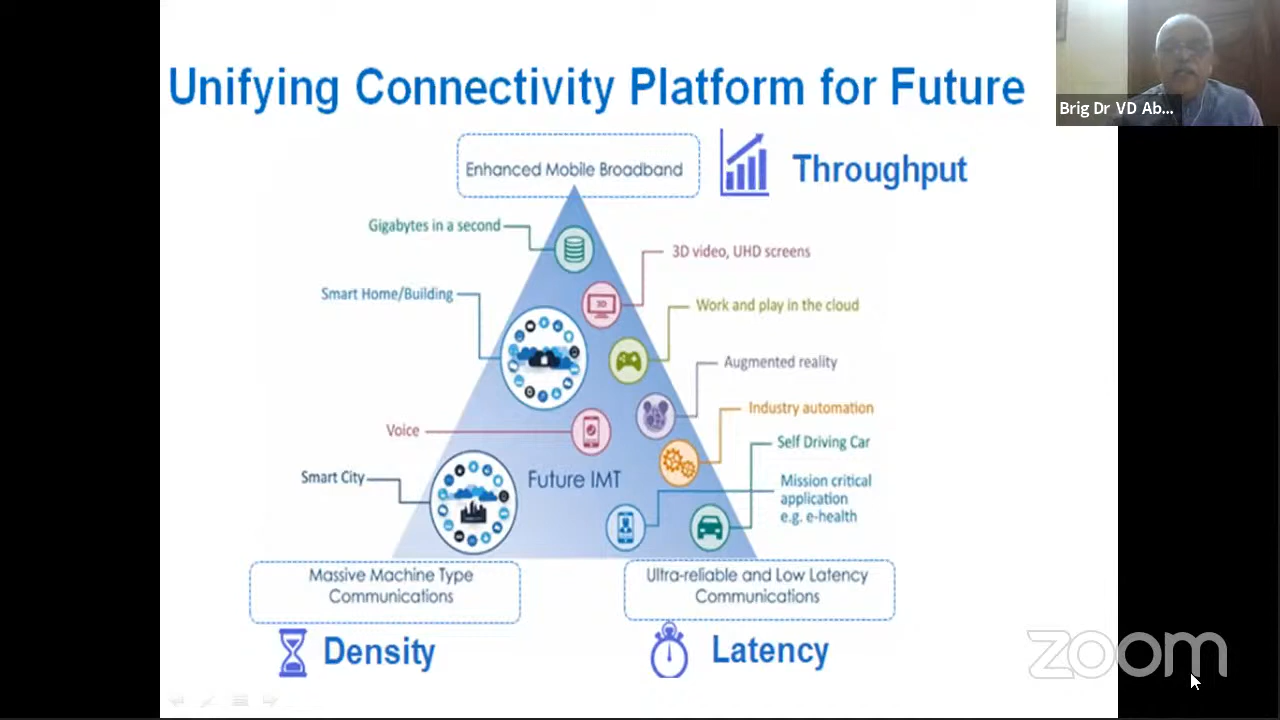 Unifying Connectivity Platform for Future
Brig Dr VD Ab...
Enhanced Mobile Broadband
Throughput
Gigabytes in a second
3D video, UHD screens
3D
Smart Home/Building
Work and play in the cloud
Augmented reality
Industry automation
Voice
Self Driving Car
Smart City
Future IMT
Mission critical
application
e.g. e-health
Massive Machine Type
Communications
Ultra-reliable and Low Latency
Communications
Density
Latency
zoom